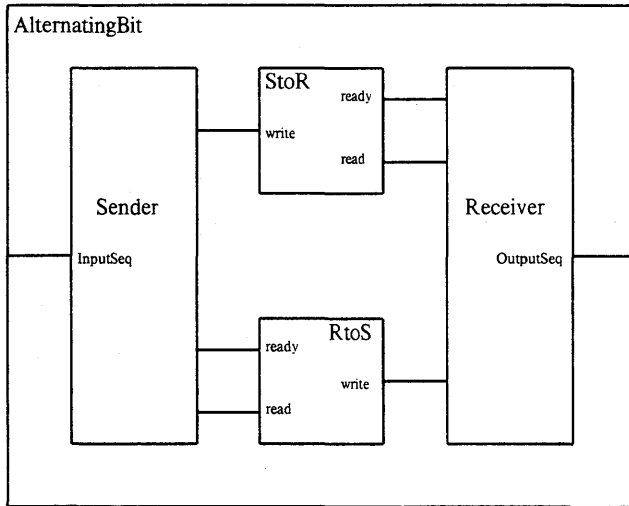 AlternatingBit
StoR
ready
write
read
Sender
Receiver
InputSeq
OutputSeq
RtoS
ready
write
read